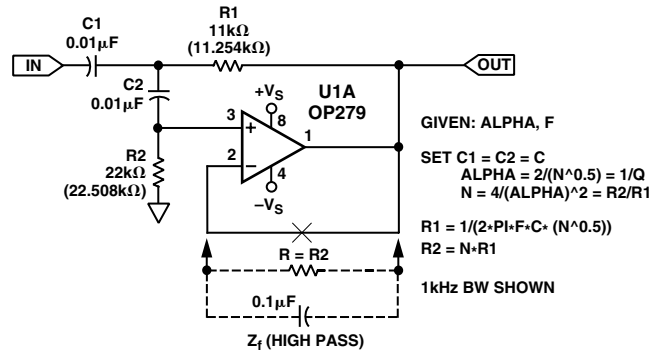 C1
0.01µF
R1
11kΩ
(11.254kΩ)
IN
OUT
C2
0.01µF
+VS
U1A
OP279
3
8
1
2
4
+
−
−VS
R2
22kΩ
(22.508kΩ)
GIVEN: ALPHA, F
SET C1 = C2 = C
ALPHA = 2/(N^0.5) = 1/Q
N = 4/(ALPHA)^2 = R2/R1
R1 = 1/(2*PI*F*C* (N^0.5))
R2 = N*R1
1kHz BW SHOWN
R = R2
0.1µF
Zf (HIGH PASS)